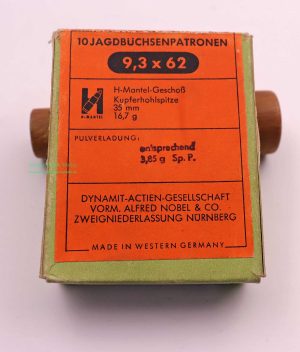 10 JAGDBÜCHSENPATRONEN
9,3 x 62
H-Mantel-Geschoß
Kupferhohlspitze
35 mm
16,7 g
H-MANTEL
PULVERLADUNG:
entsprechend
3,85 g Sp. P.
DYNAMIT-ACTIEN-GESELLSCHAFT
VORM. ALFRED NOBEL & CO.
ZWEIGNIEDERLASSUNG NÜRNBERG
MADE IN WESTERN GERMANY